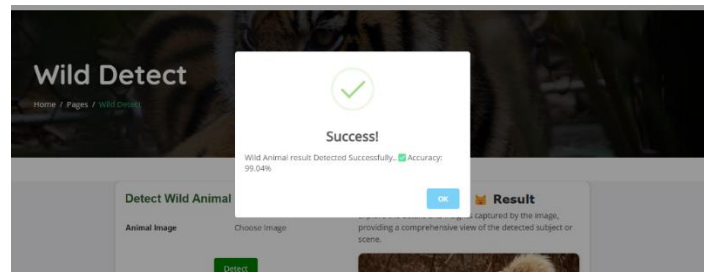 Wild Detect
Home / Pages / Wild Detect
Success!
Wild Animal result Detected Successfully.. ✅ Accuracy:
99.04%
OK
Detect Wild Animal
Result
Animal Image
Choose Image
captured by the image,
providing a comprehensive view of the detected subject or
scene.
Detect